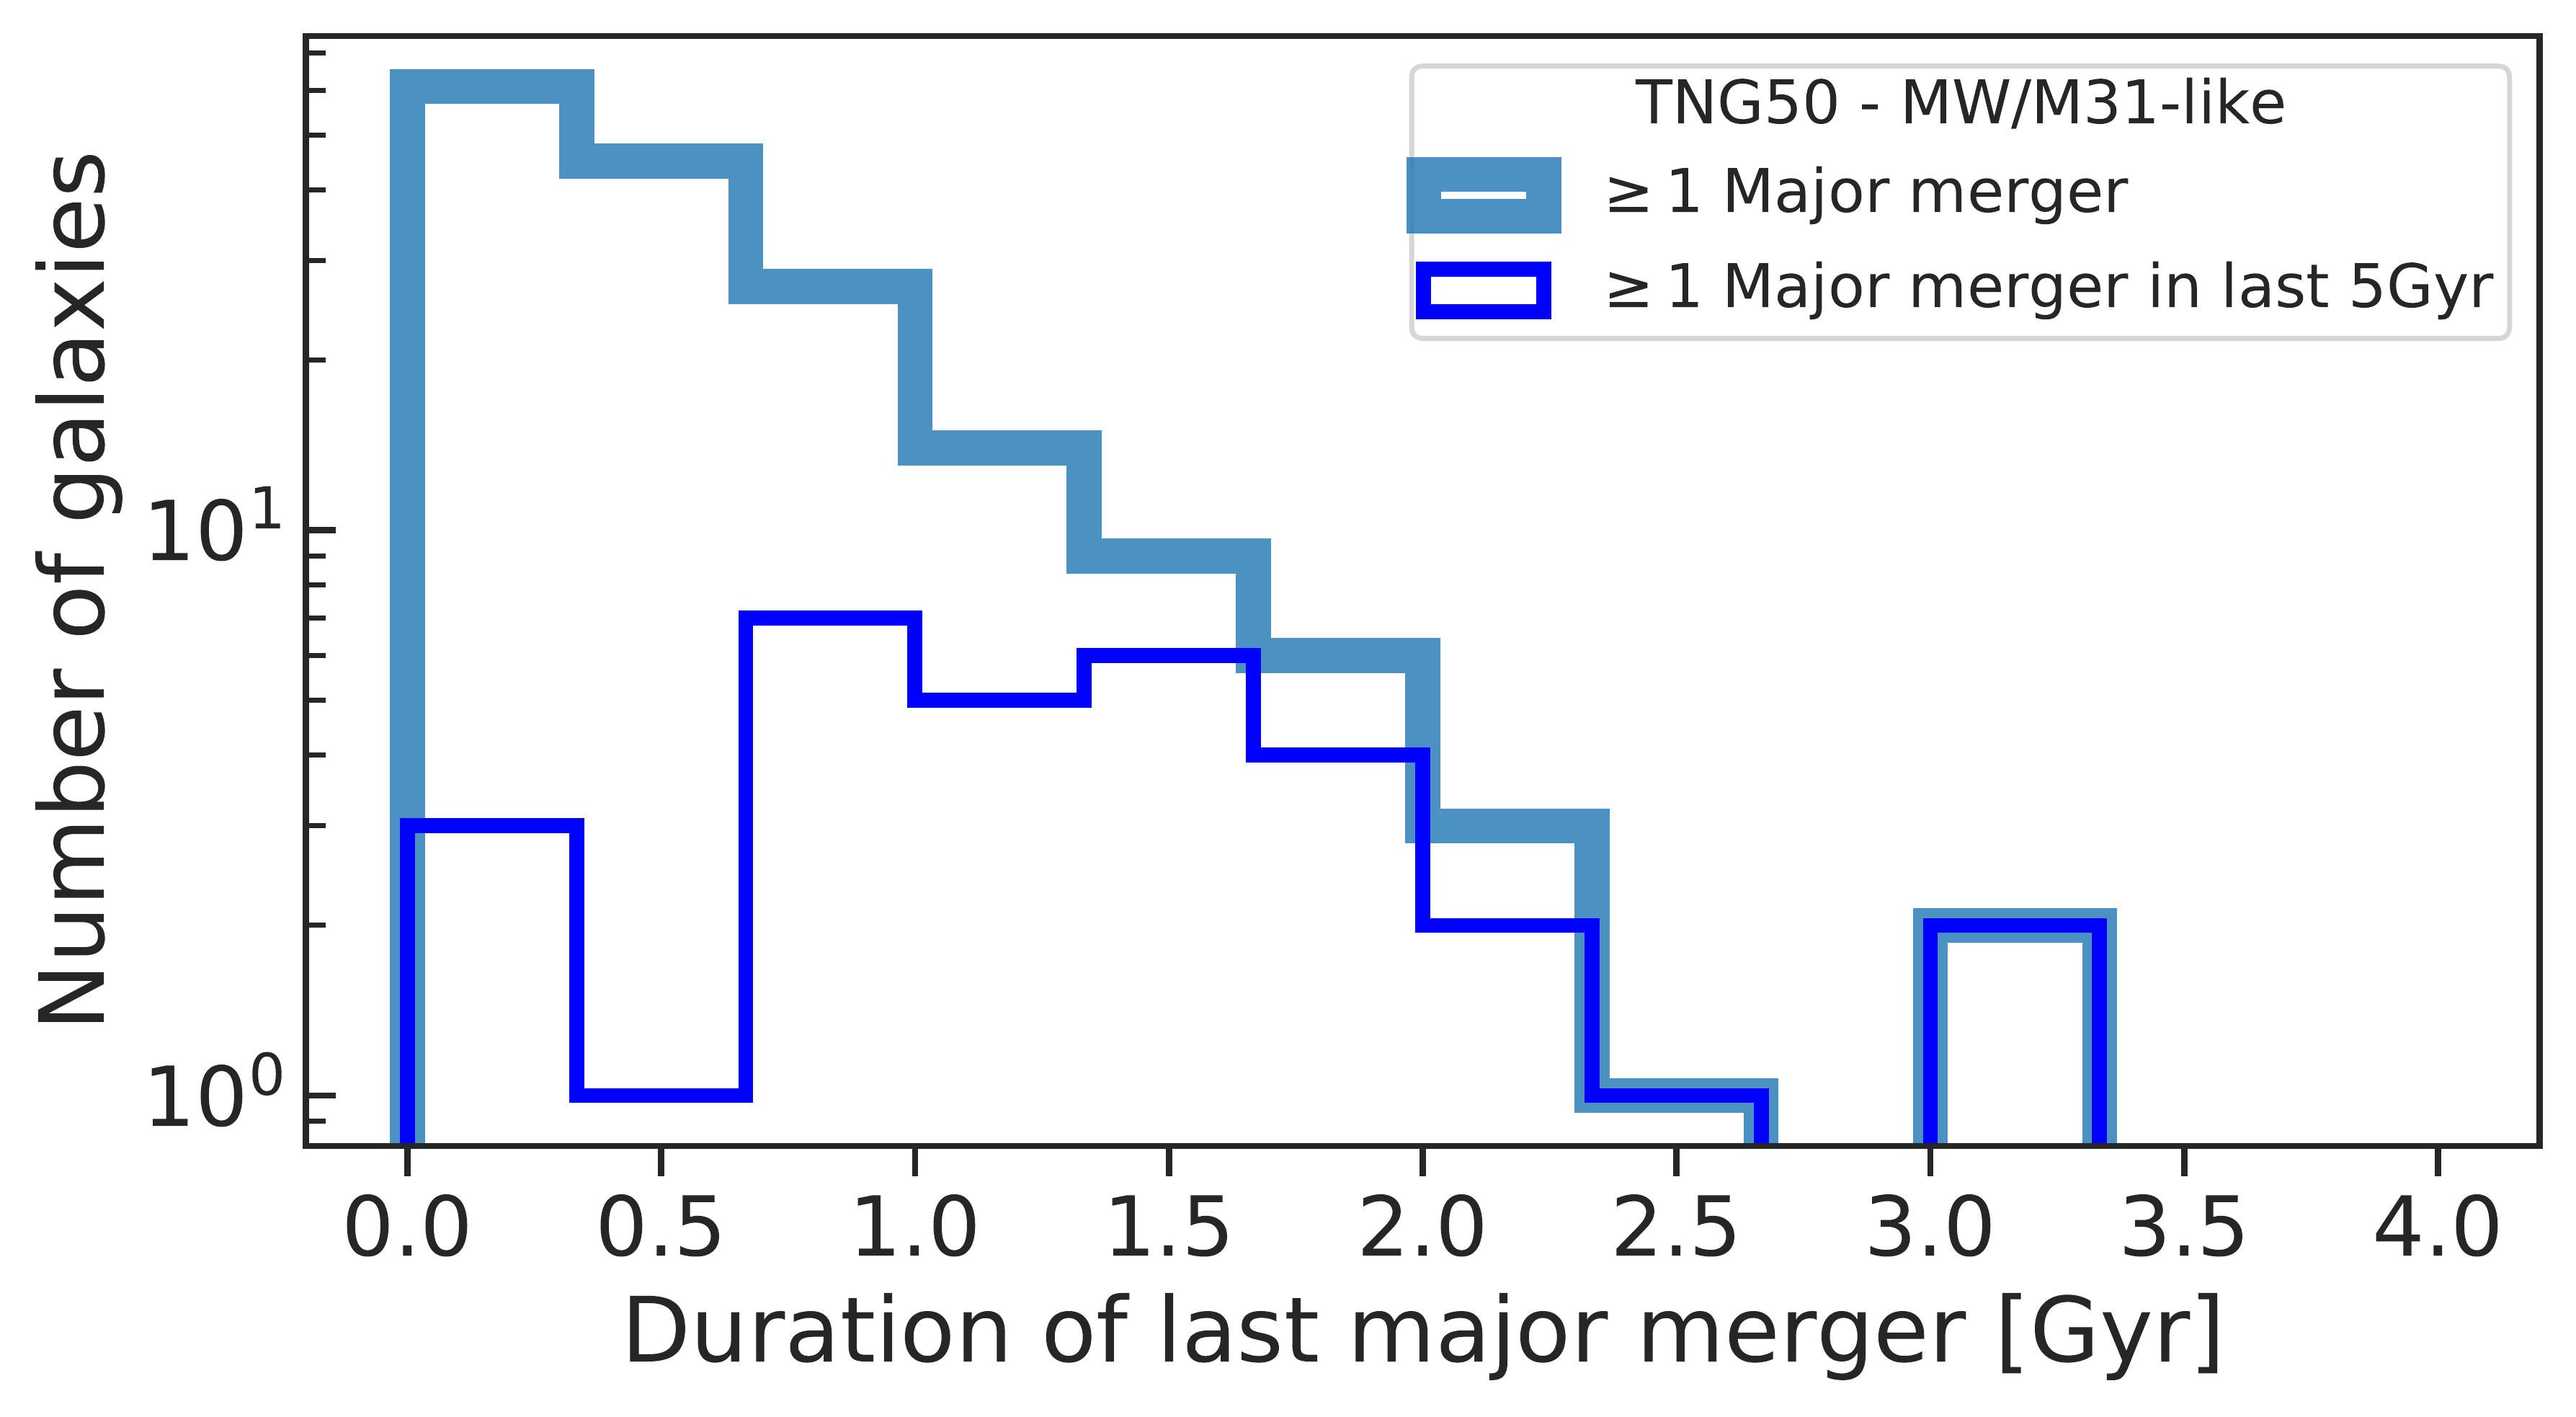 TNG50 - MW/M31-like
≥ 1 Major merger
≥ 1 Major merger in last 5Gyr
Number of galaxies
10¹
10⁰
0.0 0.5 1.0 1.5 2.0 2.5 3.0 3.5 4.0
Duration of last major merger [Gyr]